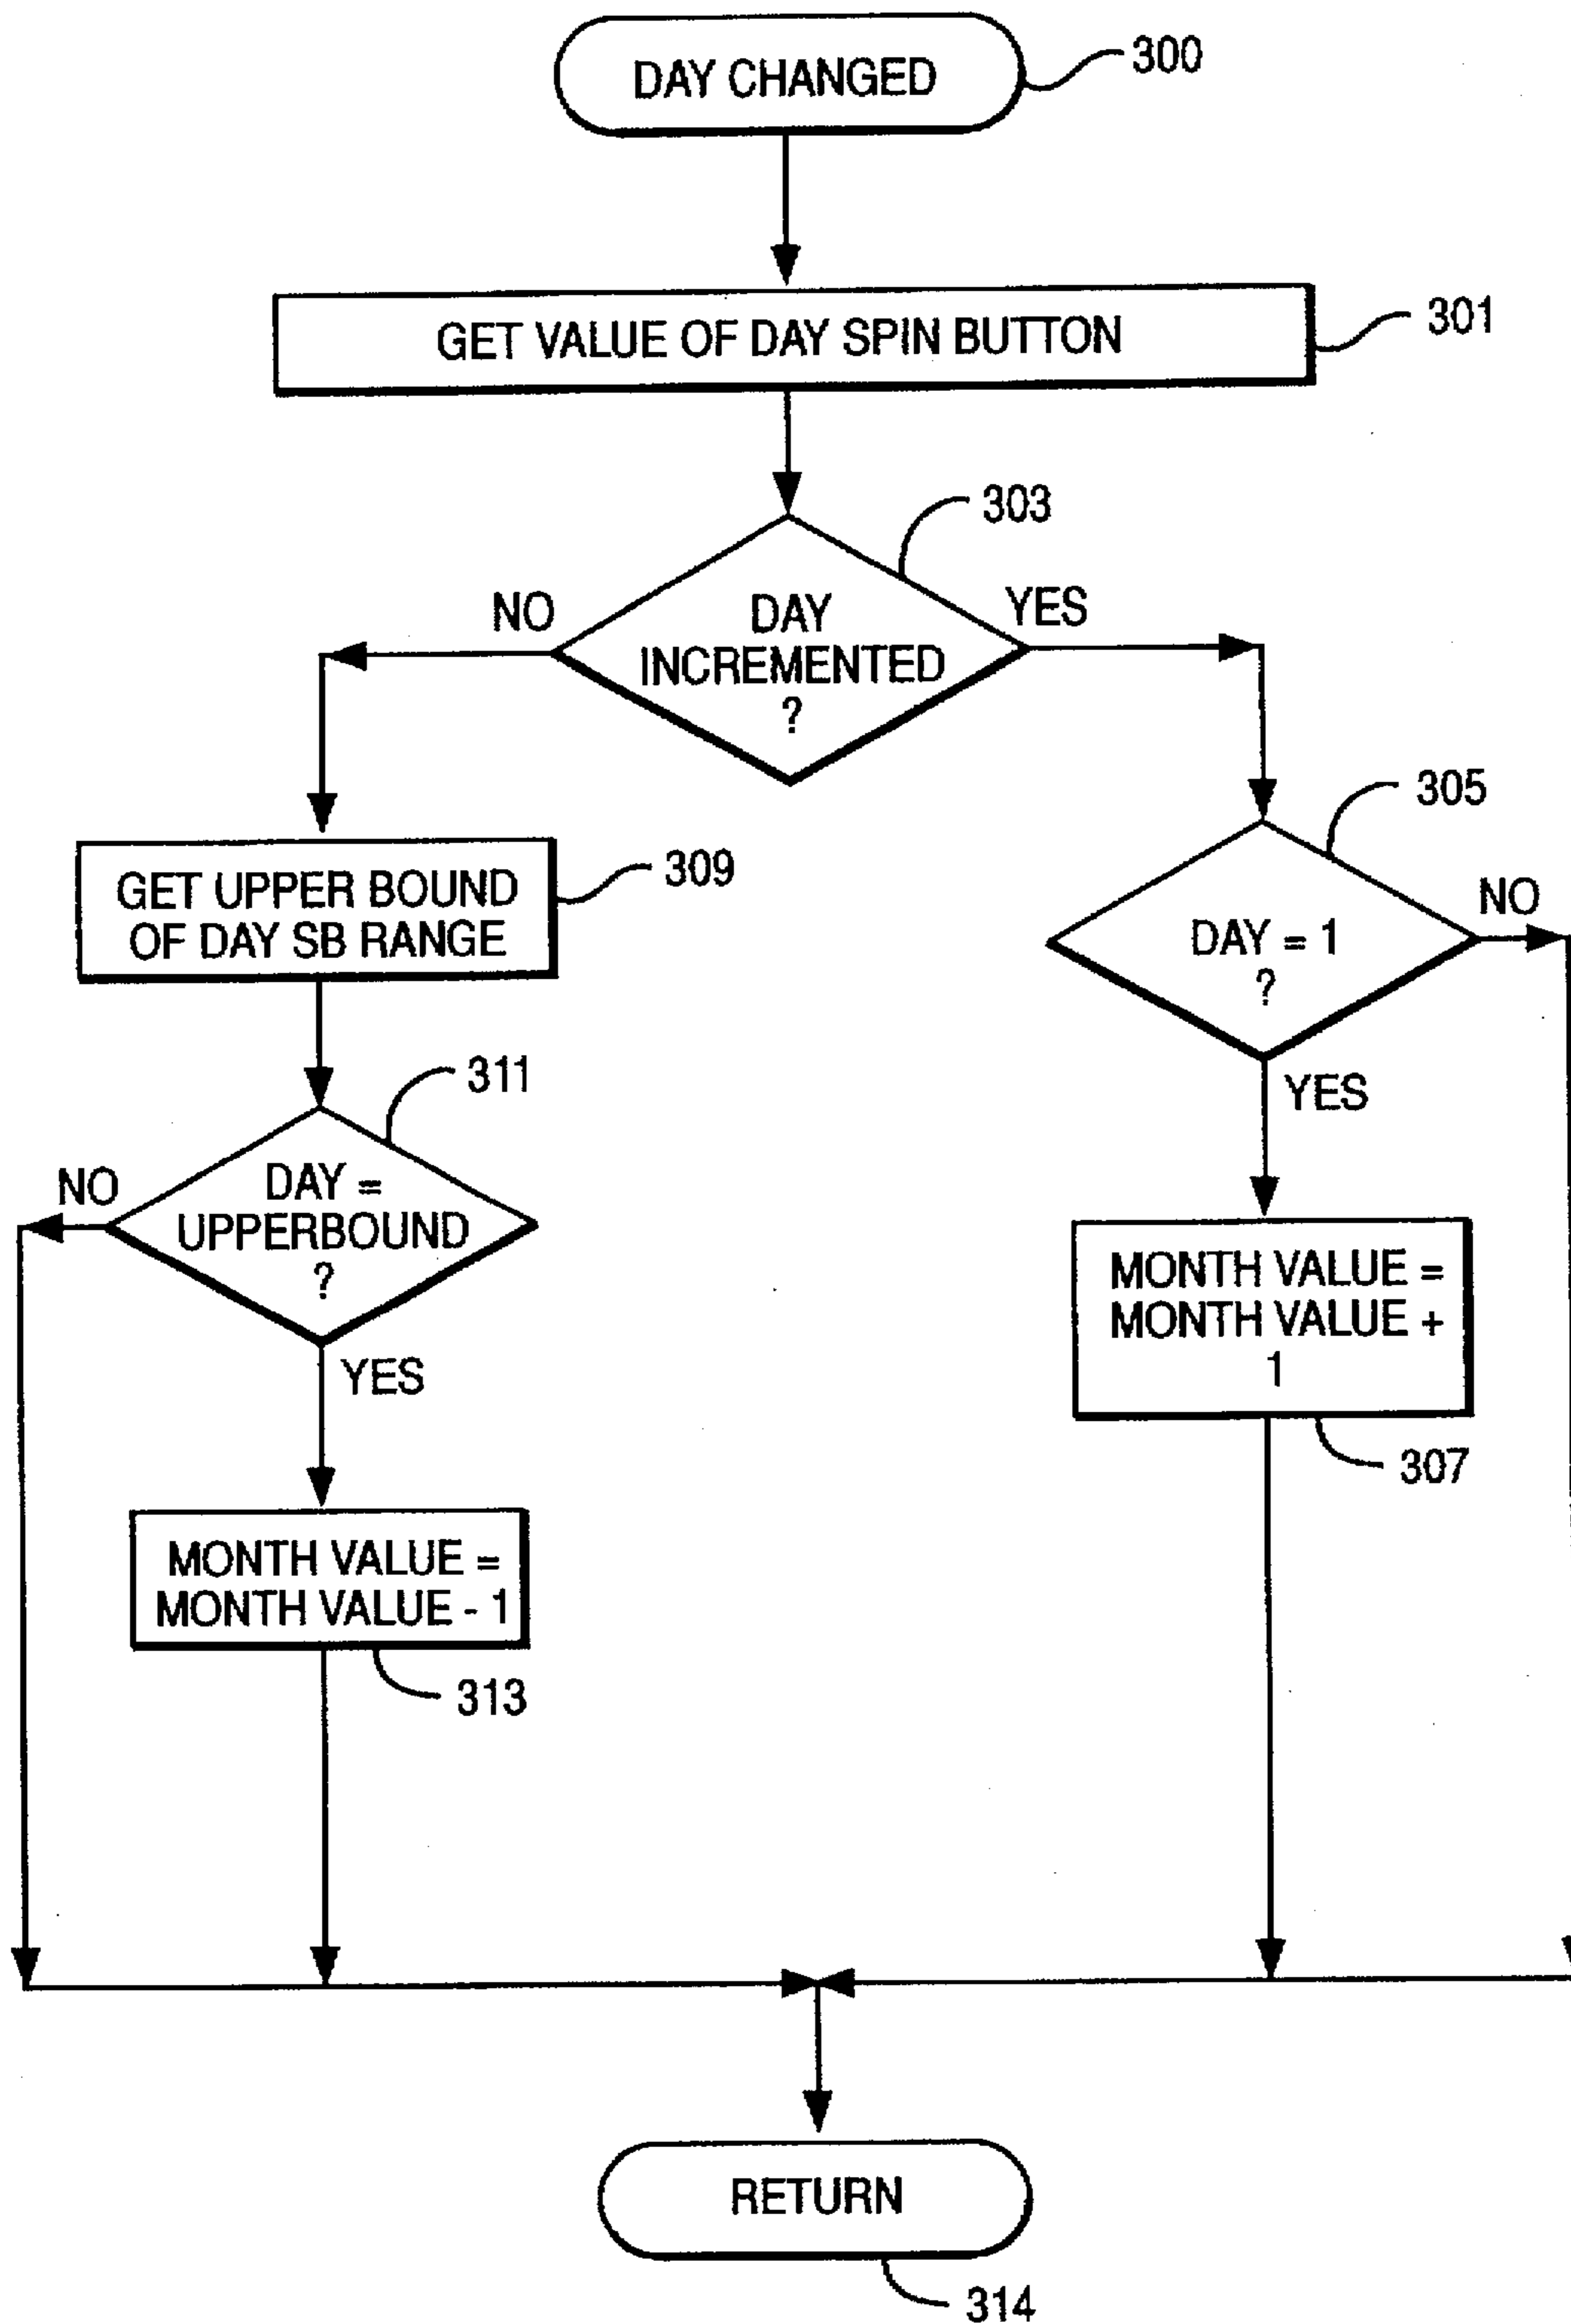 DAY CHANGED
300
GET VALUE OF DAY SPIN BUTTON
301
303
NO
YES
DAY
INCREMENTED
?
305
GET UPPER BOUND
OF DAY SB RANGE
309
DAY = 1
?
NO
YES
311
DAY =
UPPERBOUND
?
NO
YES
MONTH VALUE =
MONTH VALUE +
1
307
MONTH VALUE =
MONTH VALUE - 1
313
RETURN
314